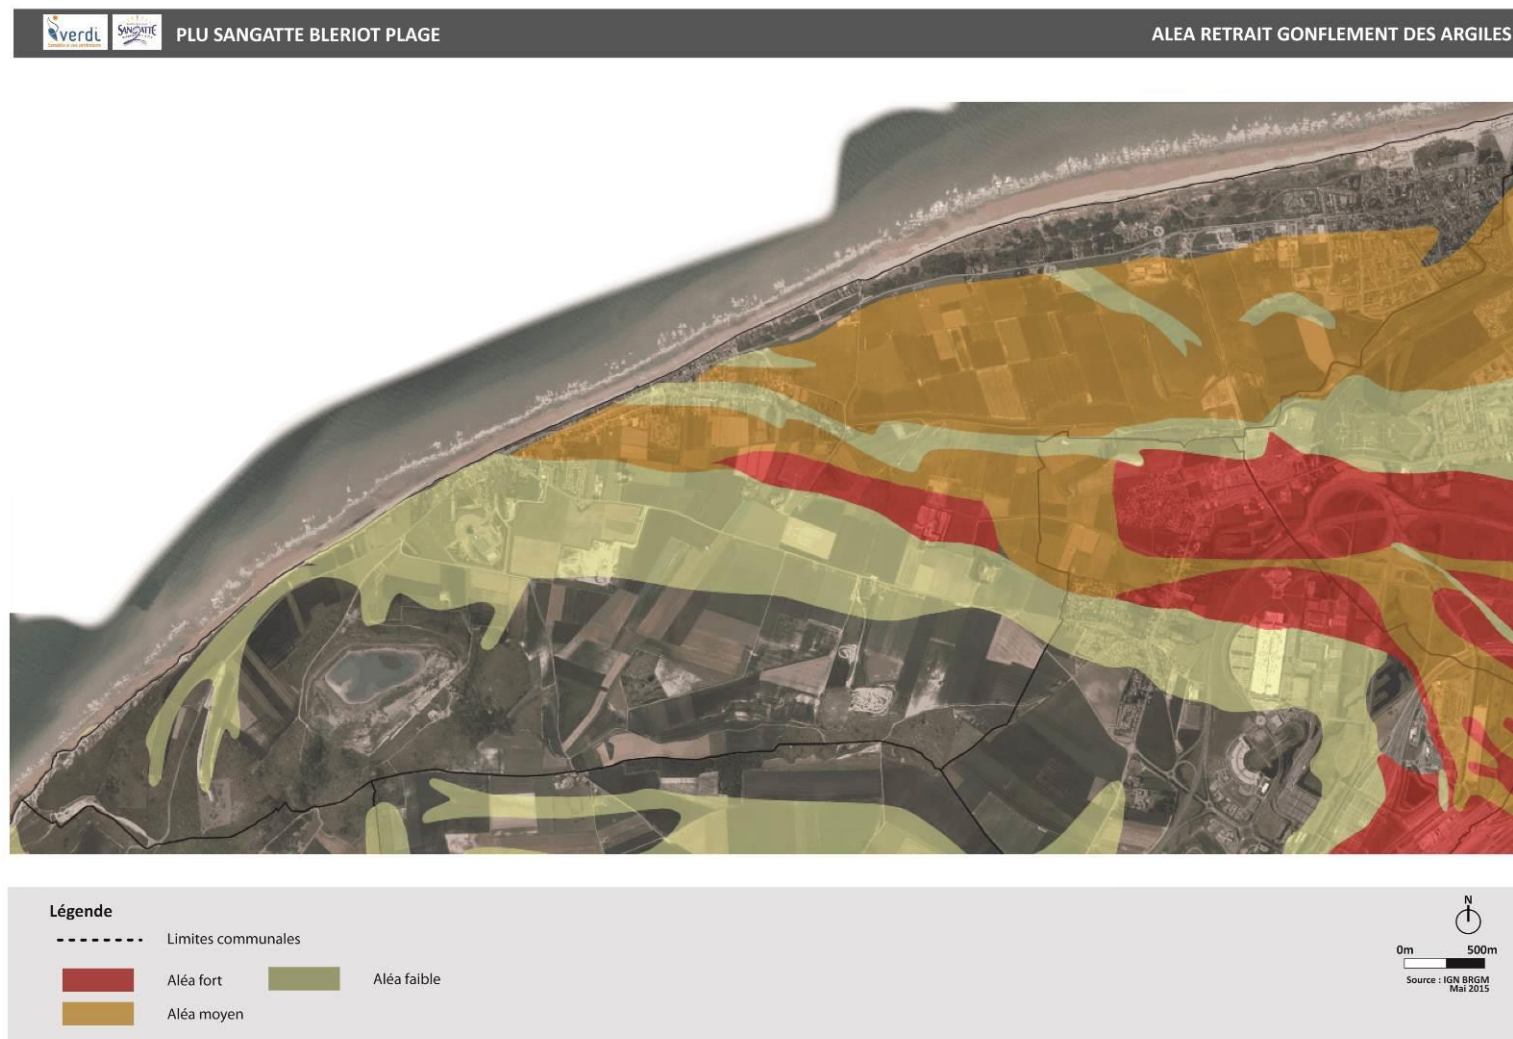 verdi
SANGATTE
PLU SANGATTE BLERIOT PLAGE
ALEA RETRAIT GONFLEMENT DES ARGILES
Légende
Limites communales
Aléa fort
Aléa faible
Aléa moyen
N
0m 500m
Source : IGN BRGM
Mai 2015